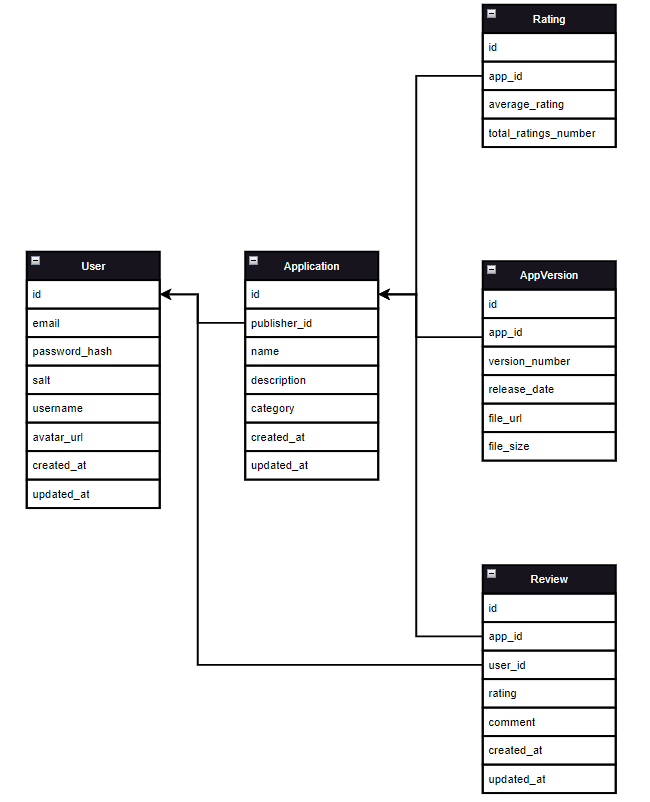 Rating
id
app_id
average_rating
total_ratings_number
User
id
email
password_hash
salt
username
avatar_url
created_at
updated_at
Application
id
publisher_id
name
description
category
created_at
updated_at
AppVersion
id
app_id
version_number
release_date
file_url
file_size
Review
id
app_id
user_id
rating
comment
created_at
updated_at